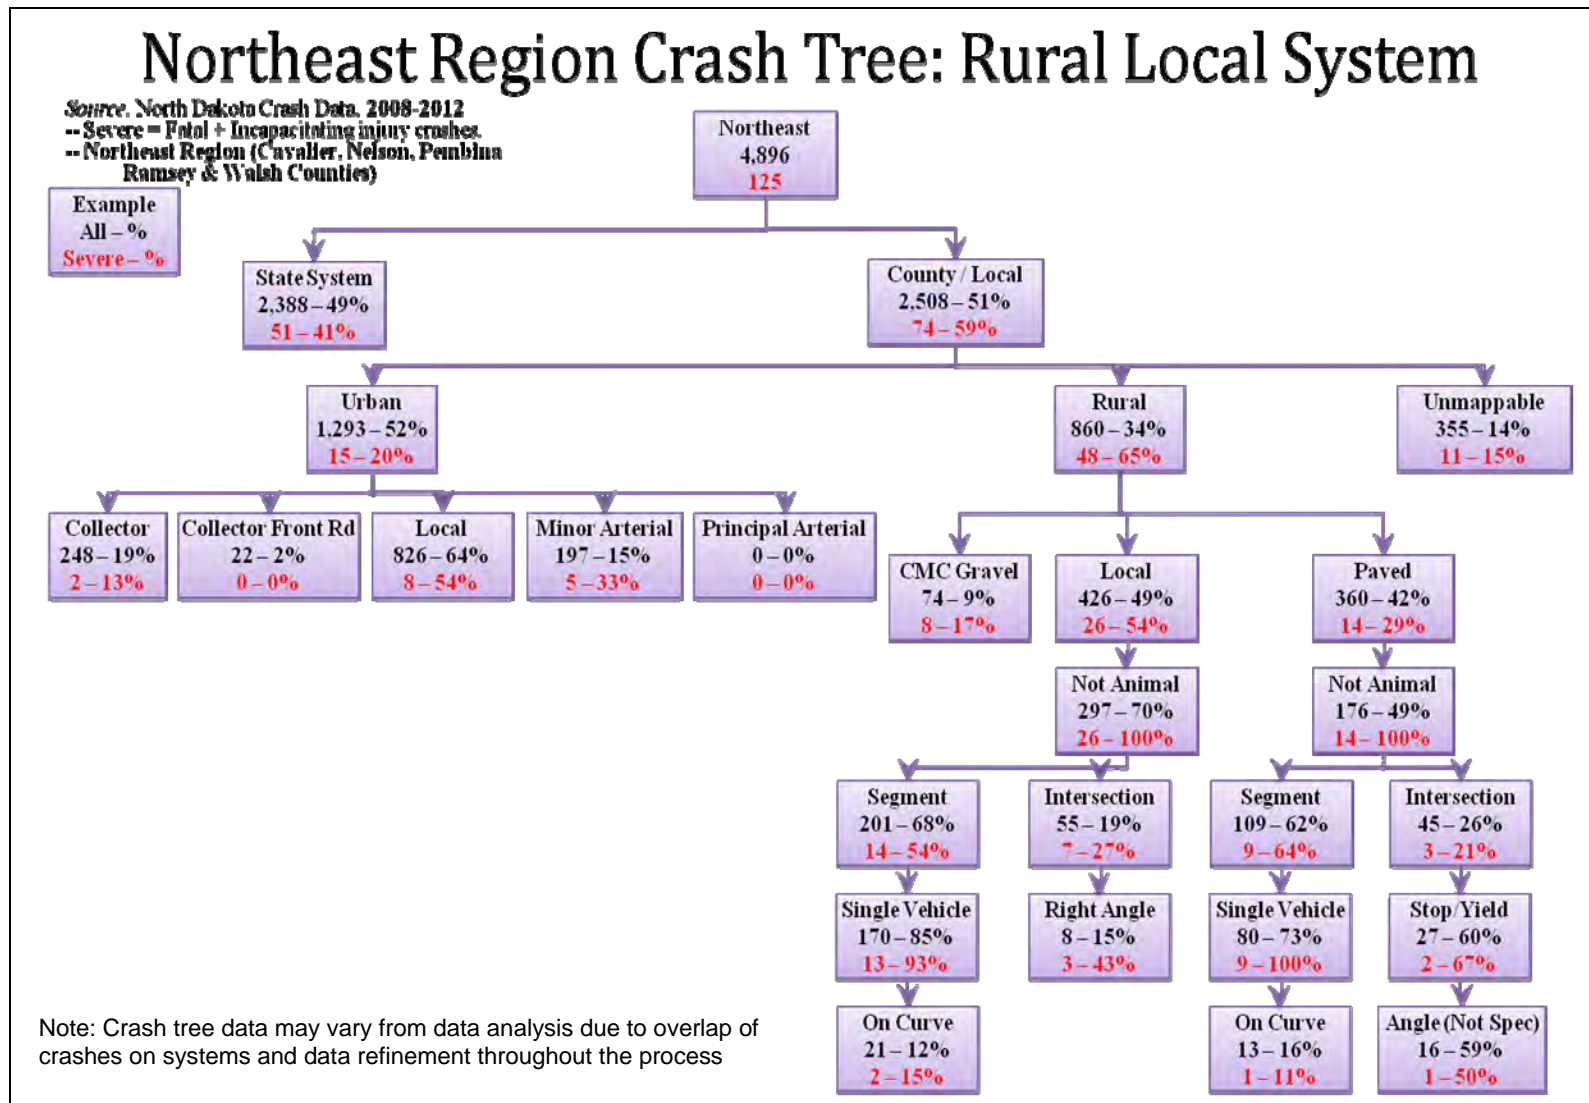 Northeast Region Crash Tree: Rural Local System
Source. North Dakota Crash Data, 2008-2012
-- Severe = Fatal + Incapacitating injury crashes.
-- Northeast Region (Cavalier, Nelson, Pembina
Ramsey & Walsh Counties)
Example
All – %
Severe – %
Northeast
4,896
125
State System
2,388 – 49%
51 – 41%
County / Local
2,508 – 51%
74 – 59%
Urban
1,293 – 52%
15 – 20%
Rural
860 – 34%
48 – 65%
Unmappable
355 – 14%
11 – 15%
Collector
248 – 19%
2 – 13%
Collector Front Rd
22 – 2%
0 – 0%
Local
826 – 64%
8 – 54%
Minor Arterial
197 – 15%
5 – 33%
Principal Arterial
0 – 0%
0 – 0%
CMC Gravel
74 – 9%
8 – 17%
Local
426 – 49%
26 – 54%
Paved
360 – 42%
14 – 29%
Not Animal
297 – 70%
26 – 100%
Not Animal
176 – 49%
14 – 100%
Segment
201 – 68%
14 – 54%
Intersection
55 – 19%
7 – 27%
Segment
109 – 62%
9 – 64%
Intersection
45 – 26%
3 – 21%
Single Vehicle
170 – 85%
13 – 93%
Right Angle
8 – 15%
3 – 43%
Single Vehicle
80 – 73%
9 – 100%
Stop/Yield
27 – 60%
2 – 67%
On Curve
21 – 12%
2 – 15%
On Curve
13 – 16%
1 – 11%
Angle (Not Spec)
16 – 59%
1 – 50%
Note: Crash tree data may vary from data analysis due to overlap of
crashes on systems and data refinement throughout the process